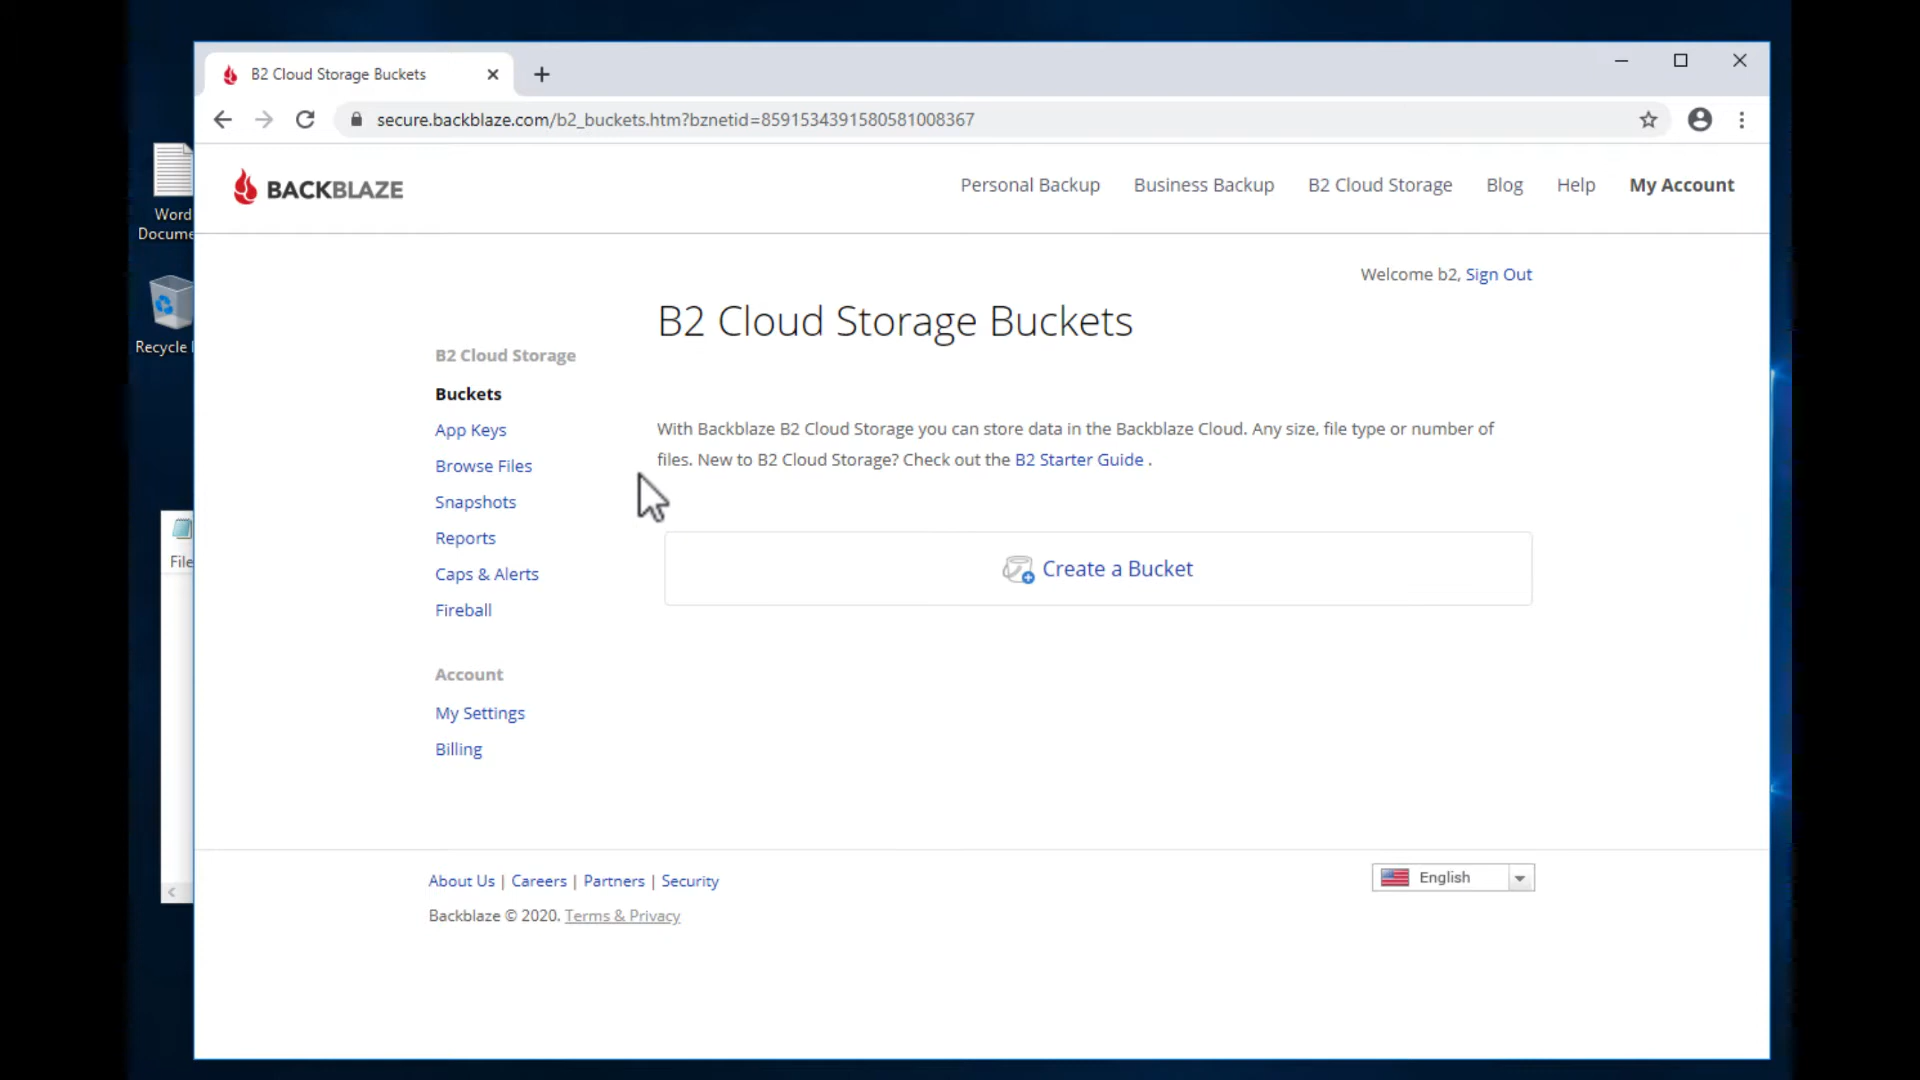 B2 Cloud Storage Buckets
secure.backblaze.com/b2_buckets.htm?bznetid=8591534391580581008367
BACKBLAZE
Personal Backup
Business Backup
B2 Cloud Storage
Blog
Help
My Account
Word
Docume
Recycle
File
Welcome b2, Sign Out
B2 Cloud Storage Buckets
B2 Cloud Storage
Buckets
App Keys
Browse Files
Snapshots
Reports
Caps & Alerts
Fireball
Account
My Settings
Billing
With Backblaze B2 Cloud Storage you can store data in the Backblaze Cloud. Any size, file type or number of
files. New to B2 Cloud Storage? Check out the B2 Starter Guide .
Create a Bucket
About Us | Careers | Partners | Security
Backblaze © 2020. Terms & Privacy
English